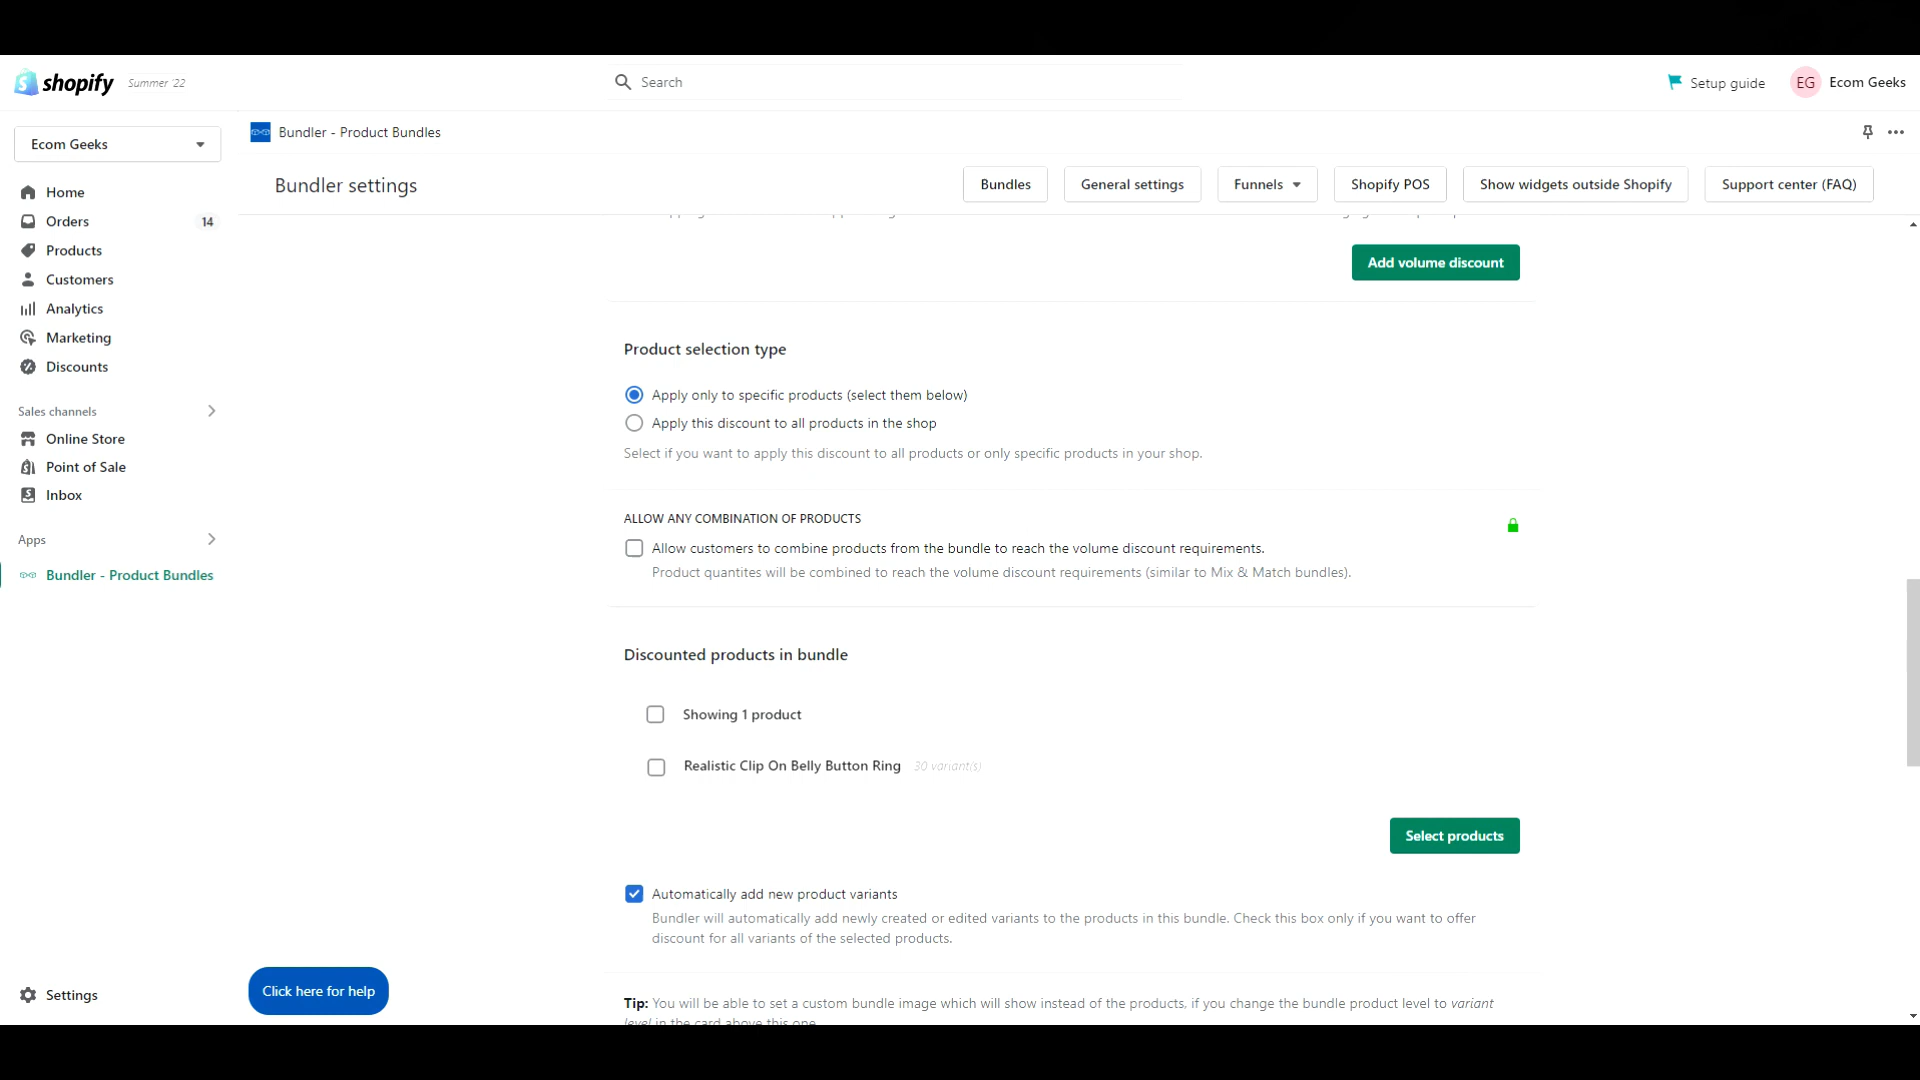 shopify Summer '22
Search
Setup guide
EG Ecom Geeks
Ecom Geeks
Bundler - Product Bundles
Bundler settings
Bundles
General settings
Funnels
Shopify POS
Show widgets outside Shopify
Support center (FAQ)
Home
Orders 14
Products
Customers
Analytics
Marketing
Discounts
Sales channels
Online Store
Point of Sale
Inbox
Apps
Bundler - Product Bundles
Settings
Click here for help
Add volume discount
Product selection type
Apply only to specific products (select them below)
Apply this discount to all products in the shop
Select if you want to apply this discount to all products or only specific products in your shop.
ALLOW ANY COMBINATION OF PRODUCTS
Allow customers to combine products from the bundle to reach the volume discount requirements.
Product quantites will be combined to reach the volume discount requirements (similar to Mix & Match bundles).
Discounted products in bundle
Showing 1 product
Realistic Clip On Belly Button Ring 30 variant(s)
Select products
Automatically add new product variants
Bundler will automatically add newly created or edited variants to the products in this bundle. Check this box only if you want to offer
discount for all variants of the selected products.
Tip: You will be able to set a custom bundle image which will show instead of the products, if you change the bundle product level to variant
level in the card above this one